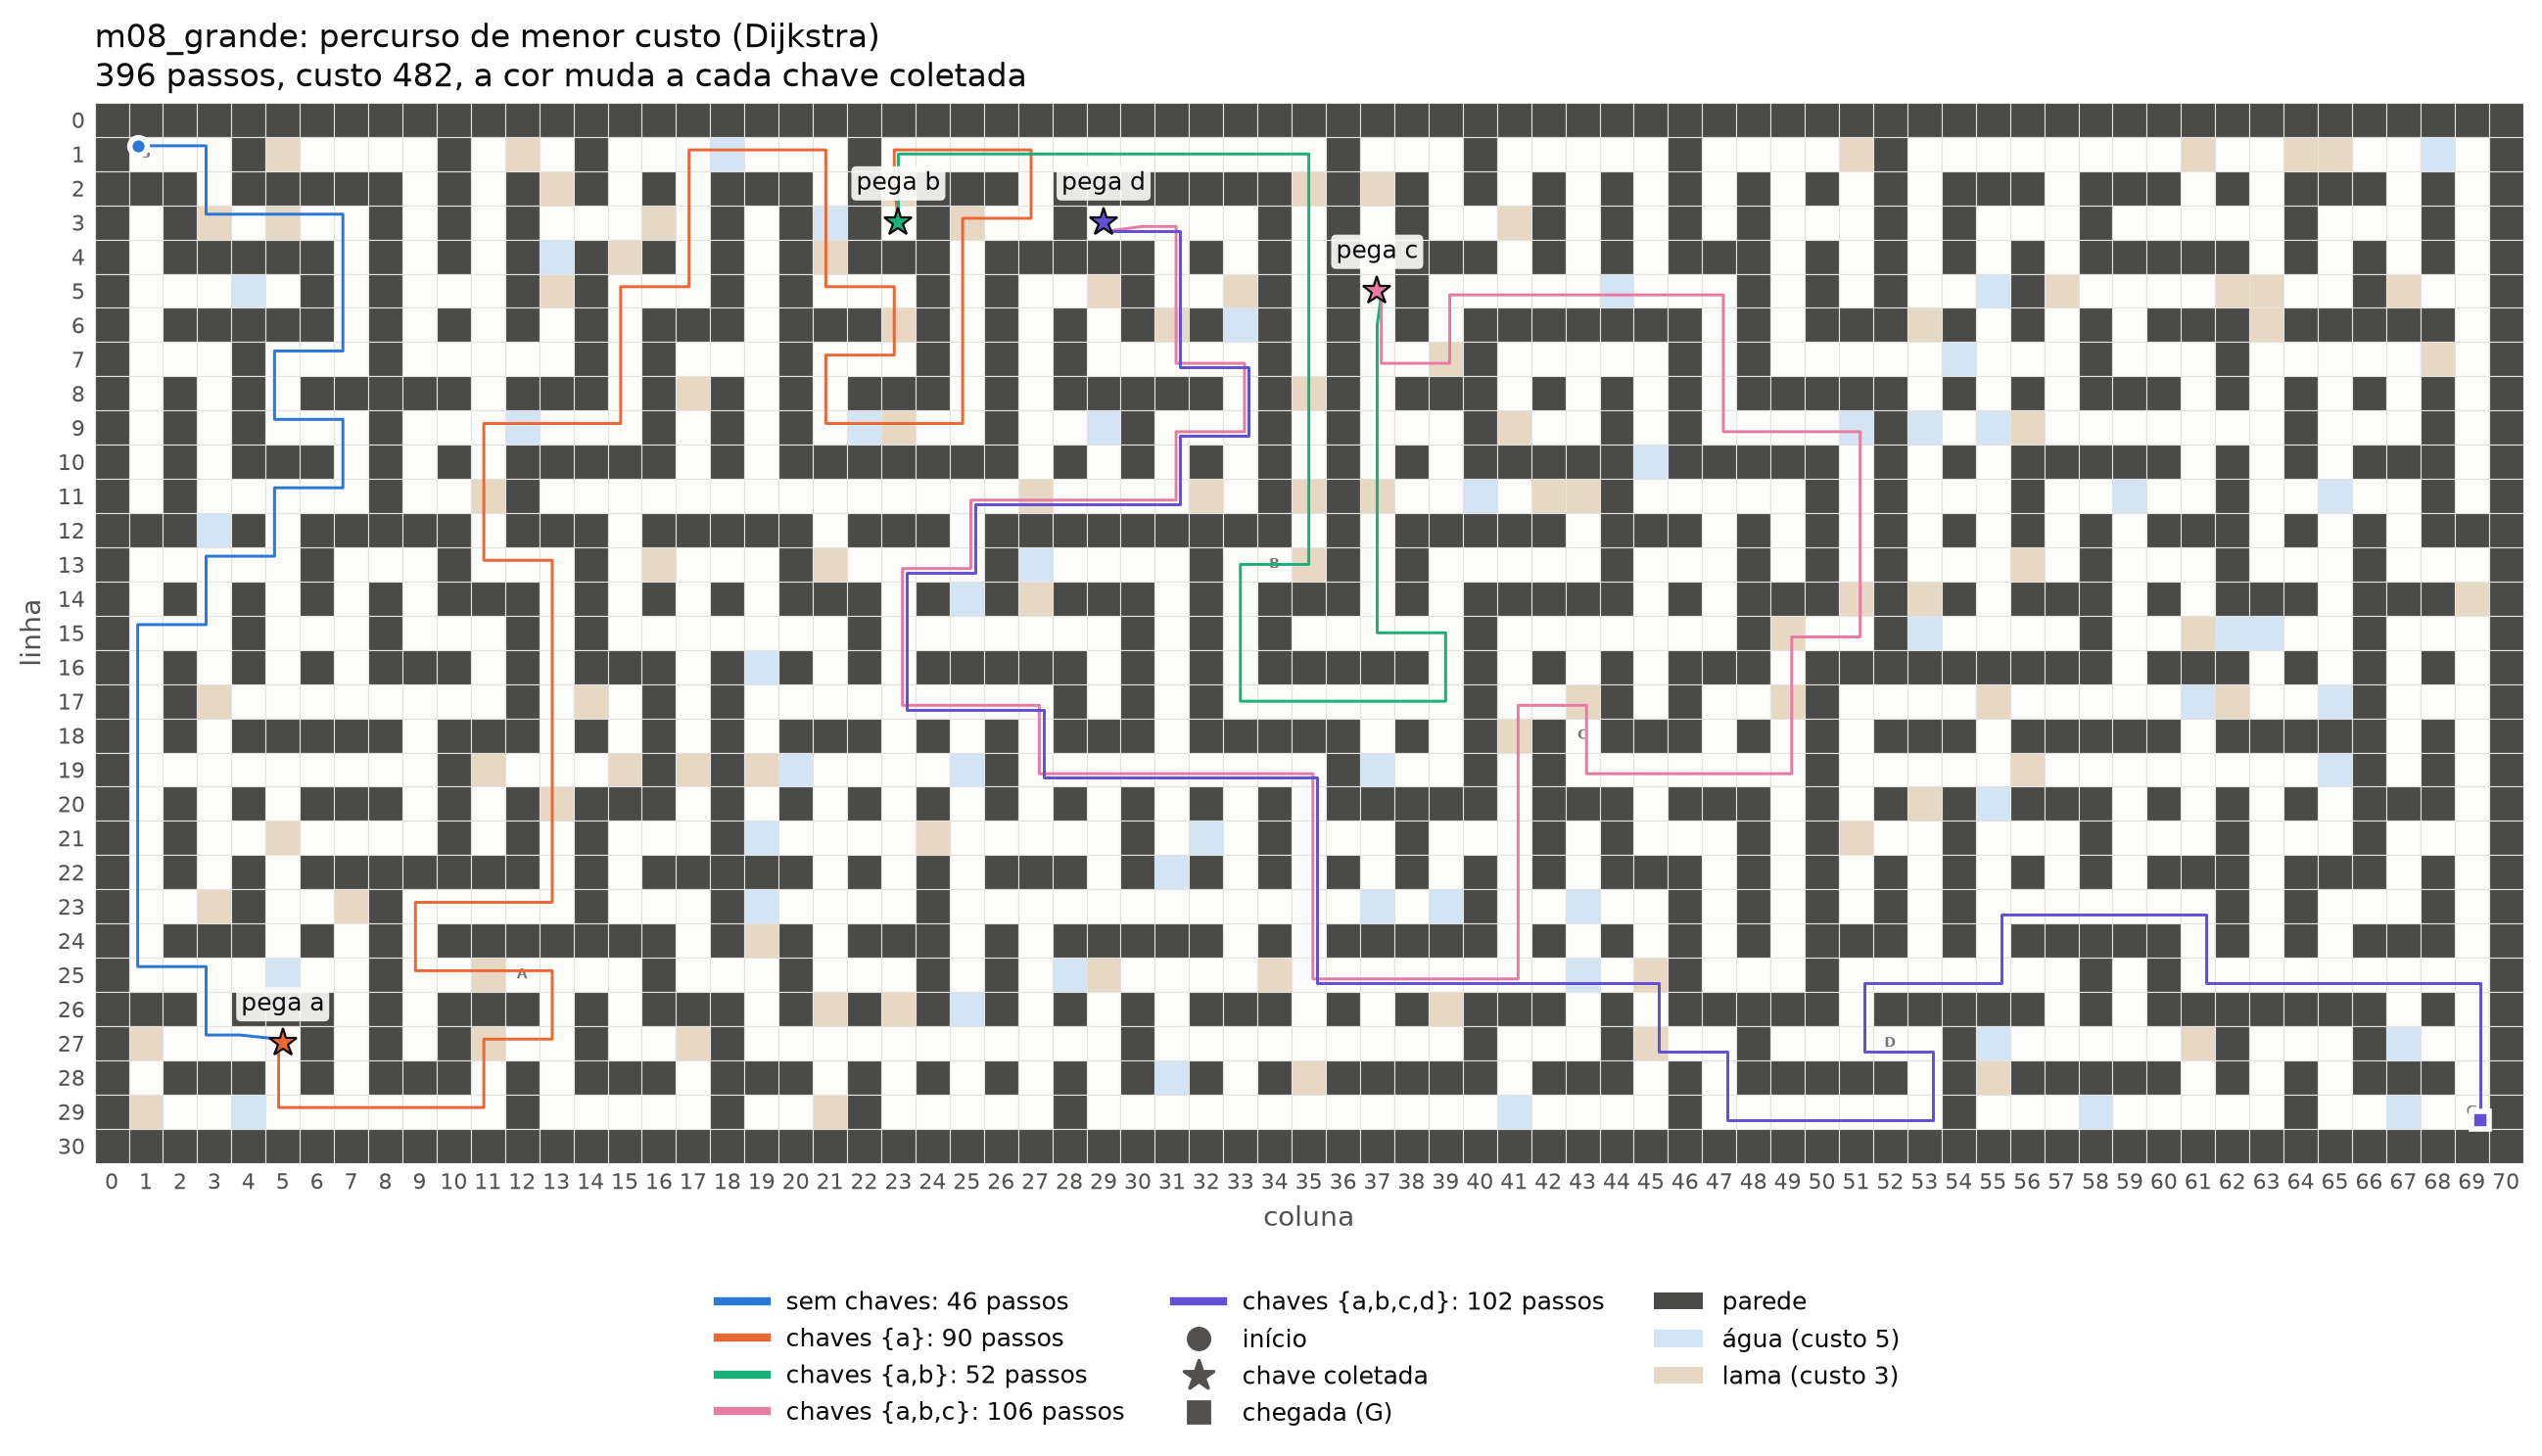 m08_grande: percurso de menor custo (Dijkstra)
396 passos, custo 482, a cor muda a cada chave coletada
0
1
2
pega b
pega d
3
4
pega c
5
6
7
8
9
10
11
12
13
B
14
linha
15
16
17
18
C
19
20
21
22
23
24
25
A
26
pega a
27
D
28
29
30
0 1 2 3 4 5 6 7 8 9 10 11 12 13 14 15 16 17 18 19 20 21 22 23 24 25 26 27 28 29 30 31 32 33 34 35 36 37 38 39 40 41 42 43 44 45 46 47 48 49 50 51 52 53 54 55 56 57 58 59 60 61 62 63 64 65 66 67 68 69 70
coluna
sem chaves: 46 passos
chaves {a}: 90 passos
chaves {a,b}: 52 passos
chaves {a,b,c}: 106 passos
chaves {a,b,c,d}: 102 passos
início
chave coletada
chegada (G)
parede
água (custo 5)
lama (custo 3)